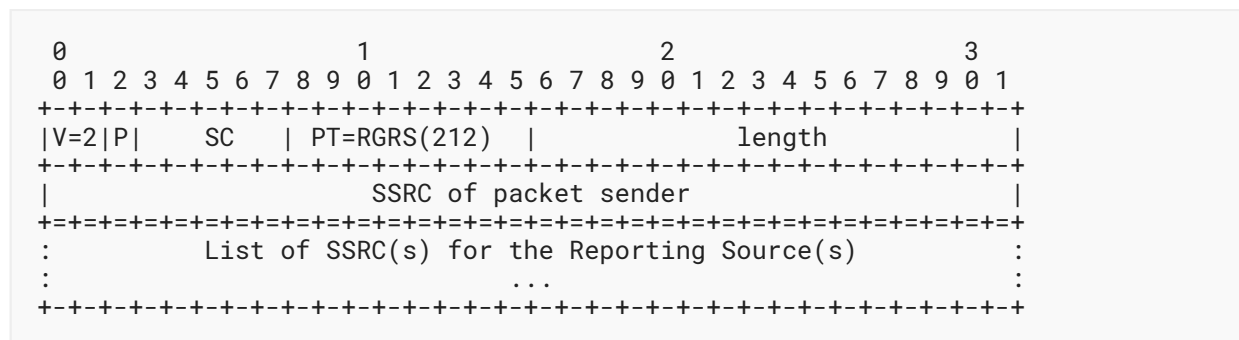 0                   1                   2                   3
 0 1 2 3 4 5 6 7 8 9 0 1 2 3 4 5 6 7 8 9 0 1 2 3 4 5 6 7 8 9 0 1
+-+-+-+-+-+-+-+-+-+-+-+-+-+-+-+-+-+-+-+-+-+-+-+-+-+-+-+-+-+-+-+-+
|V=2|P|    SC   | PT=RGRS(212)  |             length            |
+-+-+-+-+-+-+-+-+-+-+-+-+-+-+-+-+-+-+-+-+-+-+-+-+-+-+-+-+-+-+-+-+
|                     SSRC of packet sender                     |
+=+=+=+=+=+=+=+=+=+=+=+=+=+=+=+=+=+=+=+=+=+=+=+=+=+=+=+=+=+=+=+=+
:          List of SSRC(s) for the Reporting Source(s)          :
:                              ...                              :
+-+-+-+-+-+-+-+-+-+-+-+-+-+-+-+-+-+-+-+-+-+-+-+-+-+-+-+-+-+-+-+-+